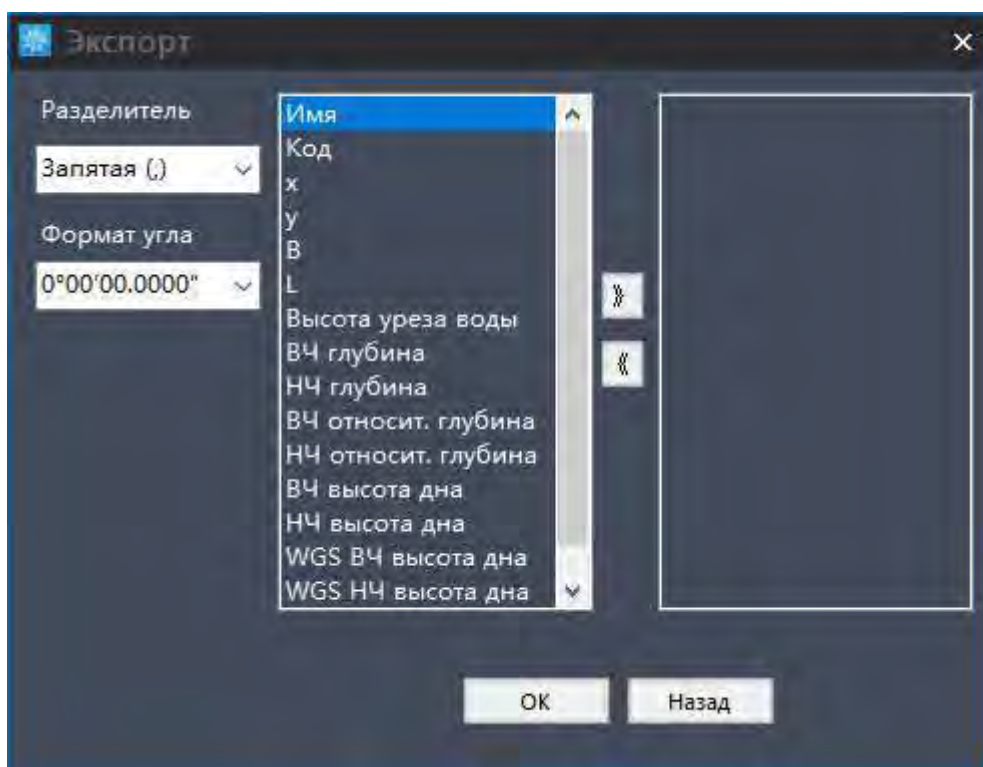 Экспорт
Разделитель
Запятая (,)
Формат угла
0°00'00.0000"
Имя
Код
x
y
B
L
Высота уреза воды
ВЧ глубина
НЧ глубина
ВЧ относит. глубина
НЧ относит. глубина
ВЧ высота дна
НЧ высота дна
WGS ВЧ высота дна
WGS НЧ высота дна
OK
Назад